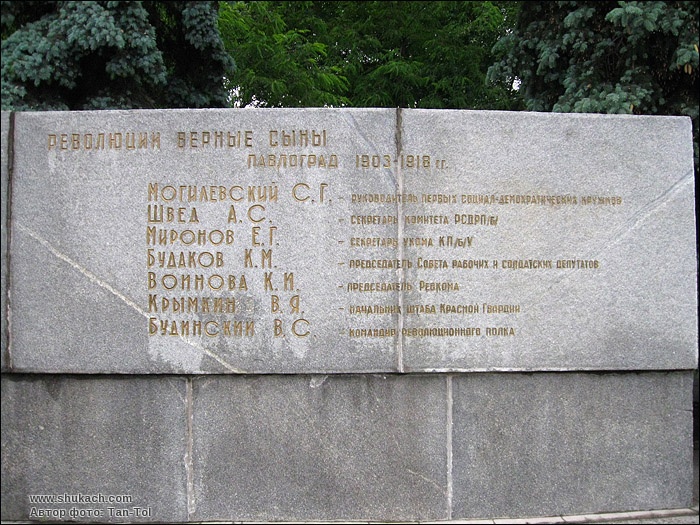 РЕВОЛЮЦИИ ВЕРНЫЕ СЫНЫ
ПАВЛОГРАД 1903-1918 гг.
Могилевский С.Г. - руководитель первых социал-демократических кружков
Швед А.С. - секретарь комитета РСДРП/б/
Миронов Е.Г. - секретарь укома КП/б/У
Будаков К.М. - председатель Совета рабочих и солдатских депутатов
Воинова К.И. - председатель Ревкома
Крымкин В.Я. - начальник штаба Красной Гвардии
Будинский В.С. - командир революционного полка
www.shukach.com
Автор фото: Tan-Tol